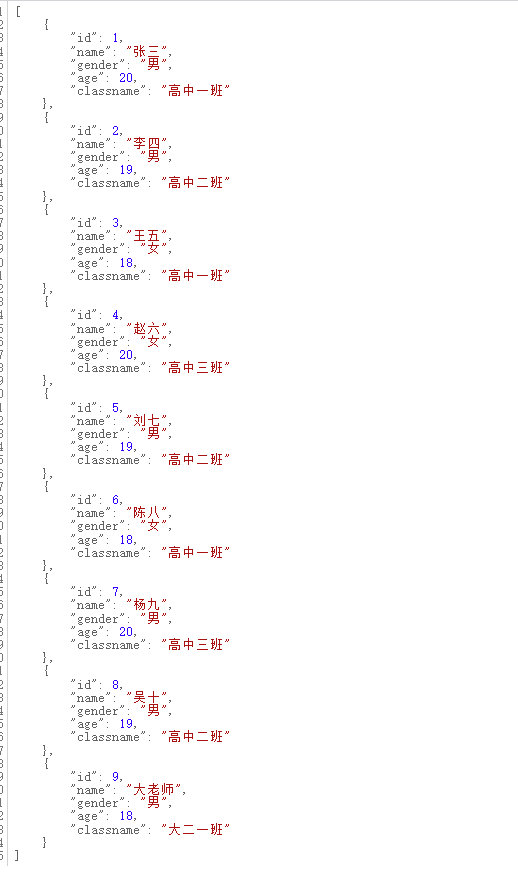 [
    {
        "id": 1,
        "name": "张三",
        "gender": "男",
        "age": 20,
        "classname": "高中一班"
    },
    {
        "id": 2,
        "name": "李四",
        "gender": "男",
        "age": 19,
        "classname": "高中二班"
    },
    {
        "id": 3,
        "name": "王五",
        "gender": "女",
        "age": 18,
        "classname": "高中一班"
    },
    {
        "id": 4,
        "name": "赵六",
        "gender": "女",
        "age": 20,
        "classname": "高中三班"
    },
    {
        "id": 5,
        "name": "刘七",
        "gender": "男",
        "age": 19,
        "classname": "高中二班"
    },
    {
        "id": 6,
        "name": "陈八",
        "gender": "女",
        "age": 18,
        "classname": "高中一班"
    },
    {
        "id": 7,
        "name": "杨九",
        "gender": "男",
        "age": 20,
        "classname": "高中三班"
    },
    {
        "id": 8,
        "name": "吴十",
        "gender": "男",
        "age": 19,
        "classname": "高中二班"
    },
    {
        "id": 9,
        "name": "大老师",
        "gender": "男",
        "age": 18,
        "classname": "大二一班"
    }
]